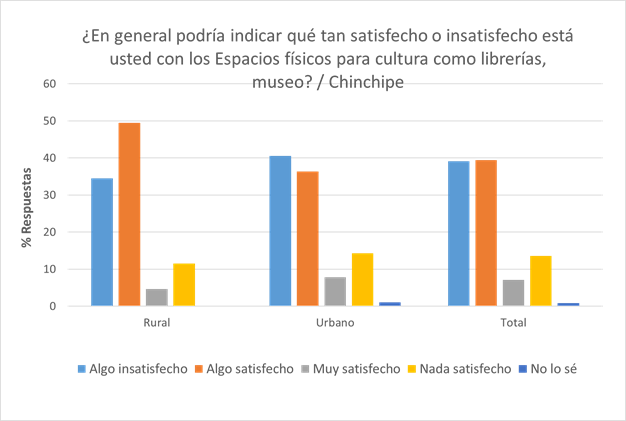 ¿En general podría indicar qué tan satisfecho o insatisfecho está
usted con los Espacios físicos para cultura como librerías,
museo? / Chinchipe
60
50
40
30
20
10
0
% Respuestas
Rural
Urbano
Total
Algo insatisfecho
Algo satisfecho
Muy satisfecho
Nada satisfecho
No lo sé